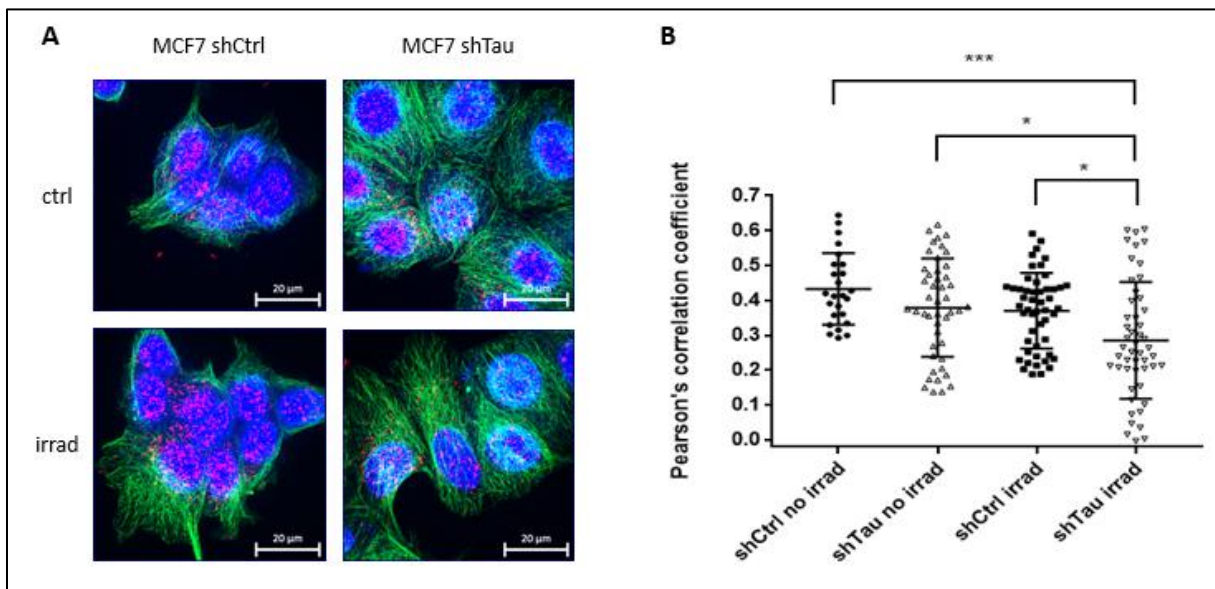 A
MCF7 shCtrl
MCF7 shTau
ctrl
20 µm
20 µm
irrad
20 µm
20 µm
B
***
*
*
Pearson's correlation coefficient
0.7
0.6
0.5
0.4
0.3
0.2
0.1
0.0
shCtrl no irrad
shTau no irrad
shCtrl irrad
shTau irrad